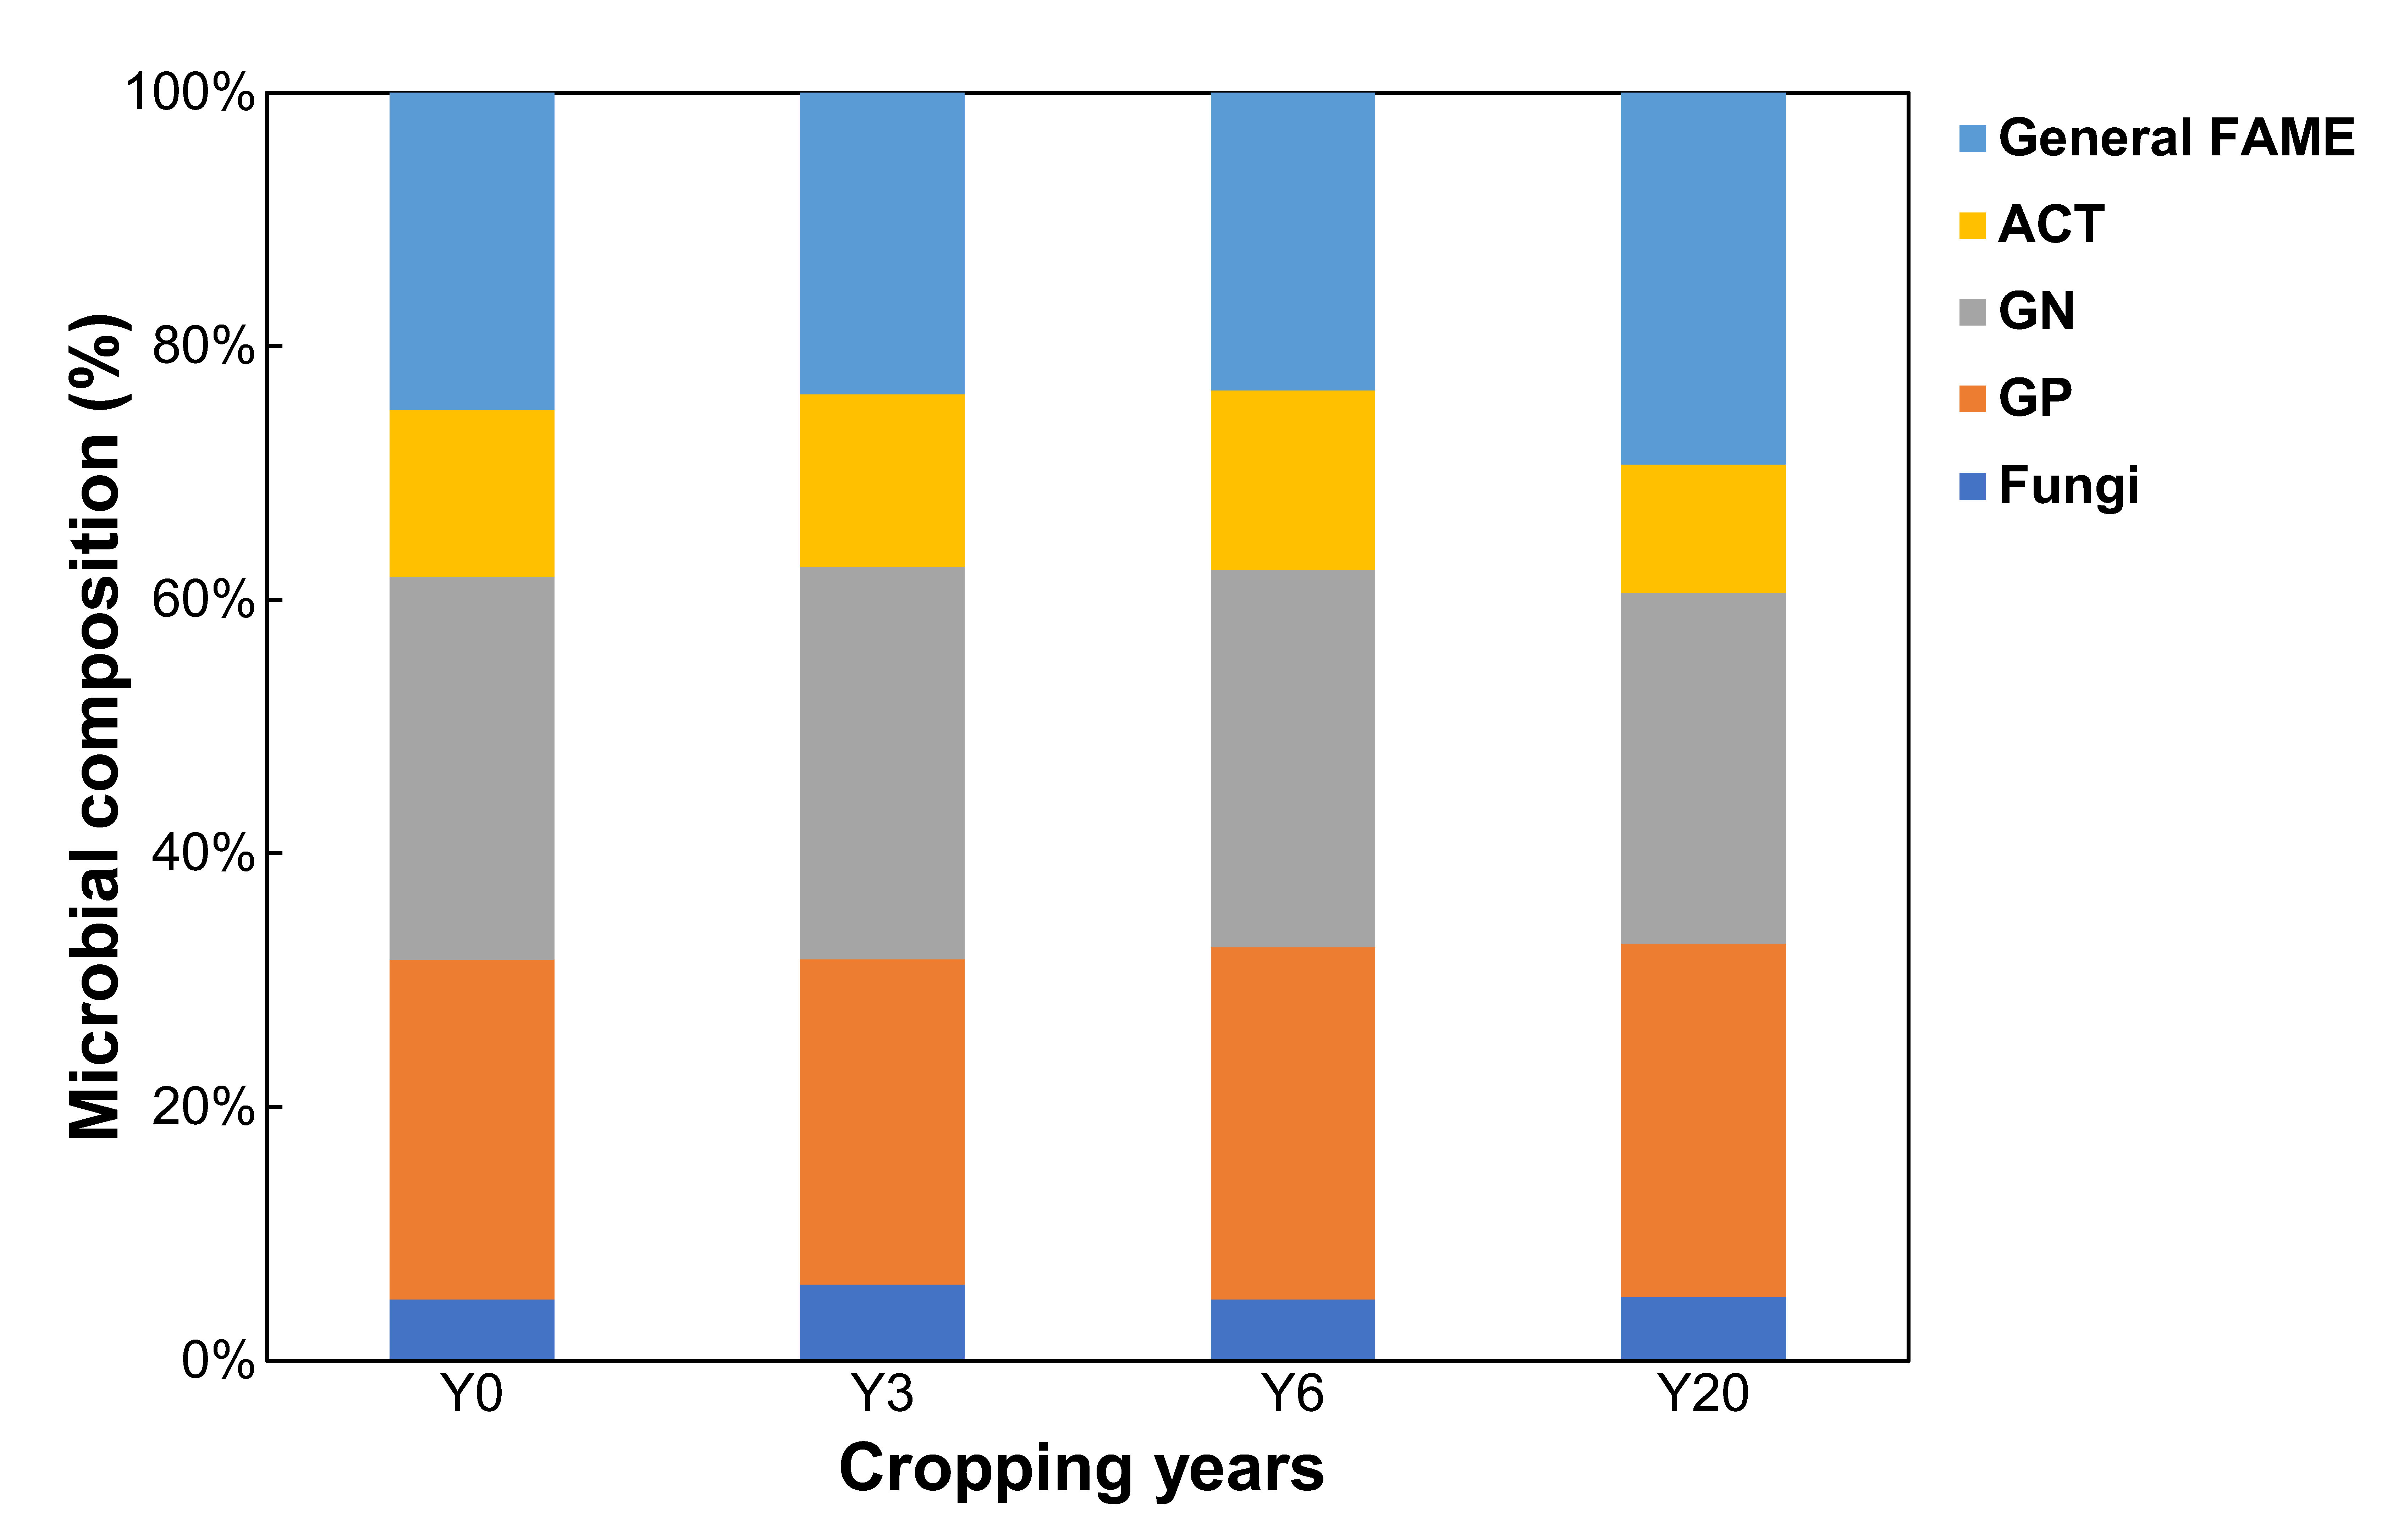 Microbial composition (%)
100%
80%
60%
40%
20%
0%
Y0 Y3 Y6 Y20
Cropping years
General FAME
ACT
GN
GP
Fungi